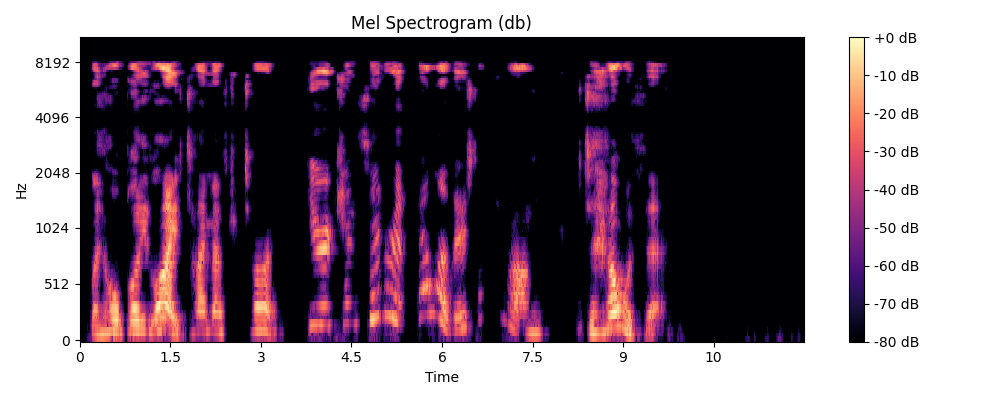 Mel Spectrogram (db)
8192
4096
2048
1024
512
0
Hz
0 1.5 3 4.5 6 7.5 9 10
Time
+0 dB
-10 dB
-20 dB
-30 dB
-40 dB
-50 dB
-60 dB
-70 dB
-80 dB